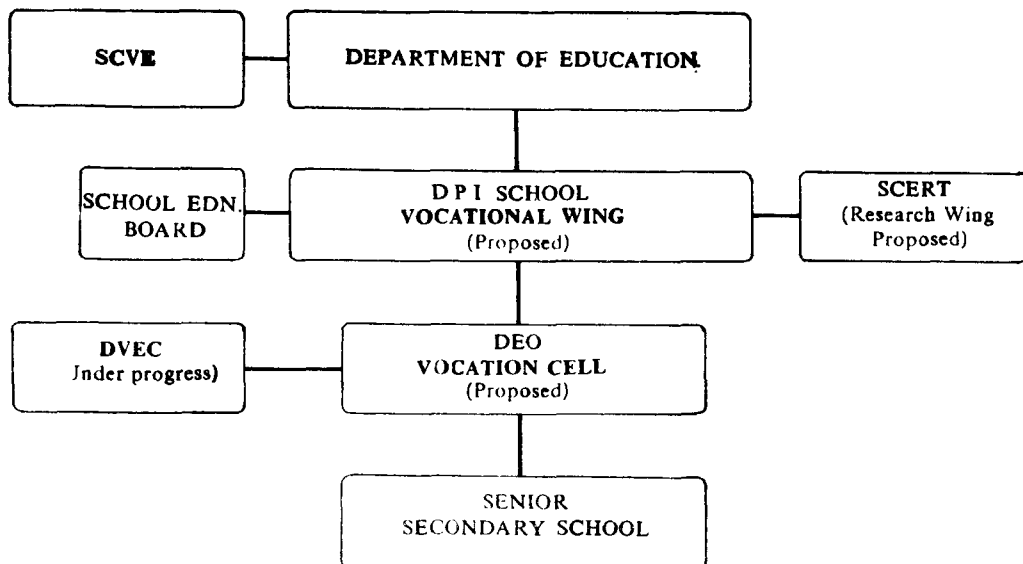 SCVE
DEPARTMENT OF EDUCATION.
SCHOOL EDN.
BOARD
D P I SCHOOL
VOCATIONAL WING
(Proposed)
SCERT
(Research Wing
Proposed)
DVEC
Jnder progress)
DEO
VOCATION CELL
(Proposed)
SENIOR
SECONDARY SCHOOL